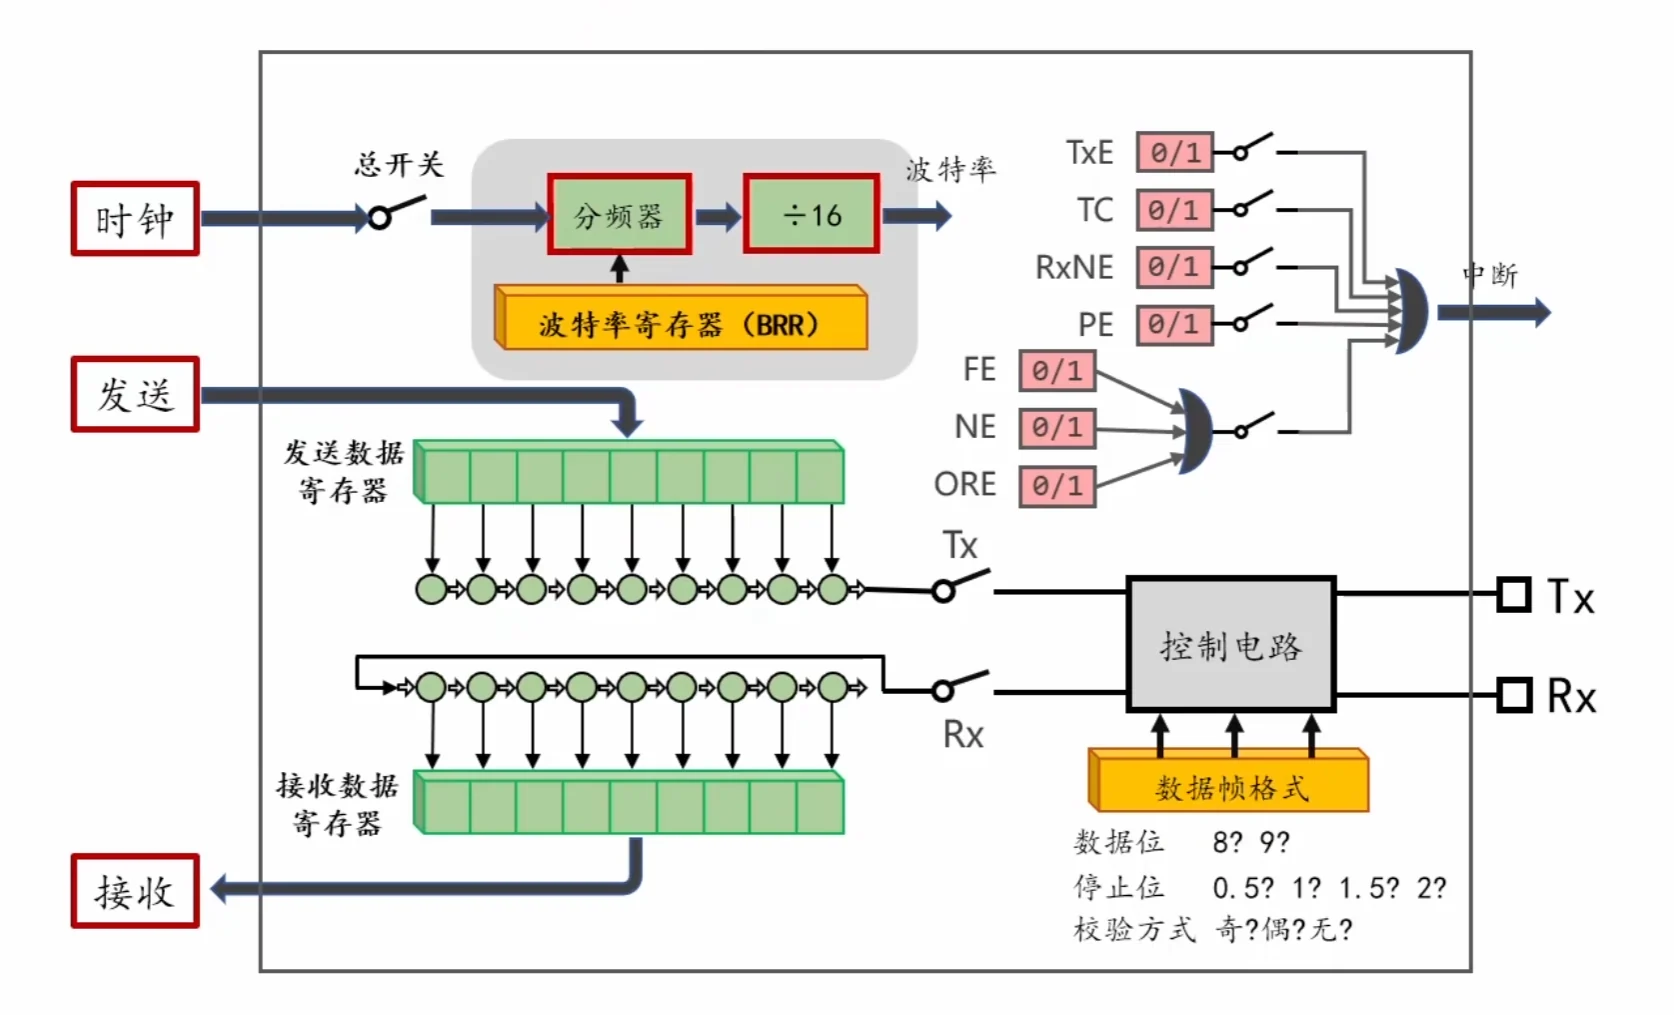 时钟
总开关
分频器
÷16
波特率
波特率寄存器（BRR）
TxE 0/1
TC 0/1
RxNE 0/1
PE 0/1
FE 0/1
NE 0/1
ORE 0/1
中断
发送
发送数据
寄存器
Tx
控制电路
Tx
Rx
Rx
接收数据
寄存器
接收
数据帧格式
数据位 8? 9?
停止位 0.5? 1? 1.5? 2?
校验方式 奇?偶?无?